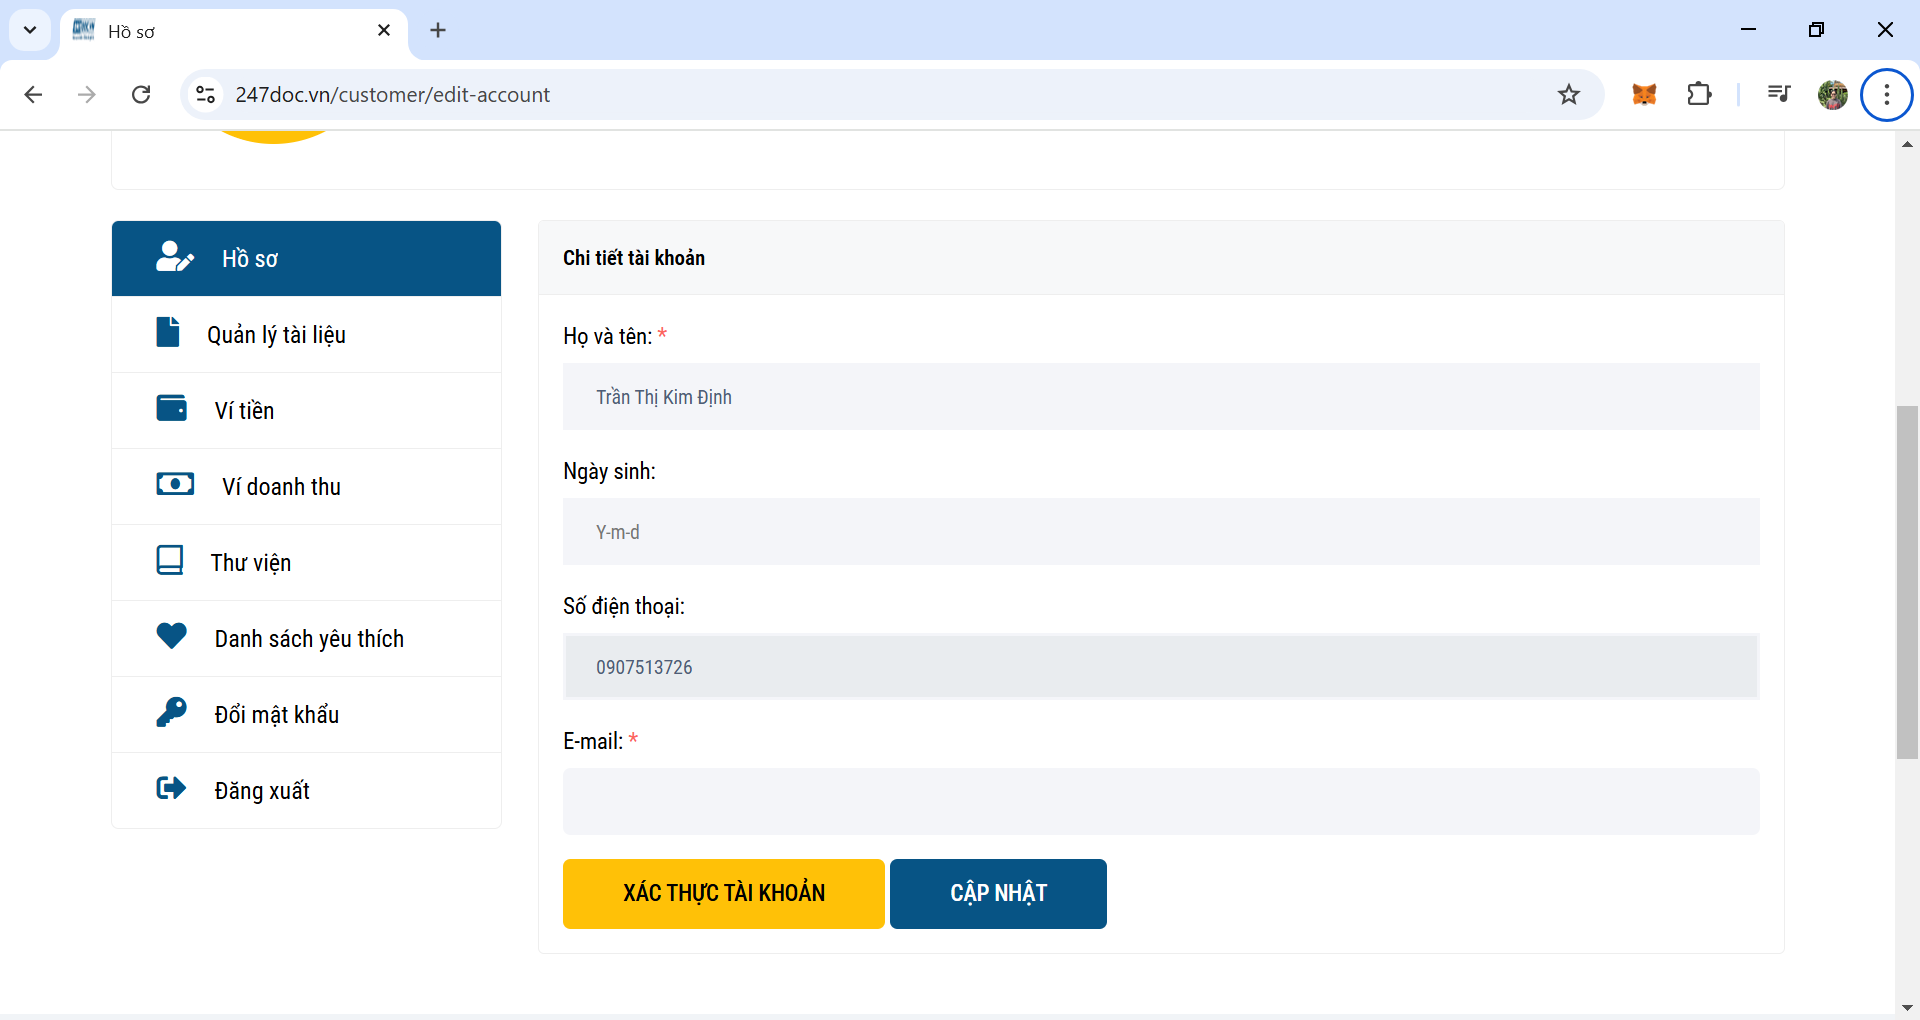 Hồ sơ
247doc.vn/customer/edit-account
Hồ sơ
Quản lý tài liệu
Ví tiền
Ví doanh thu
Thư viện
Danh sách yêu thích
Đổi mật khẩu
Đăng xuất
Chi tiết tài khoản
Họ và tên: *
Trần Thị Kim Định
Ngày sinh:
Y-m-d
Số điện thoại:
0907513726
E-mail: *
XÁC THỰC TÀI KHOẢN
CẬP NHẬT